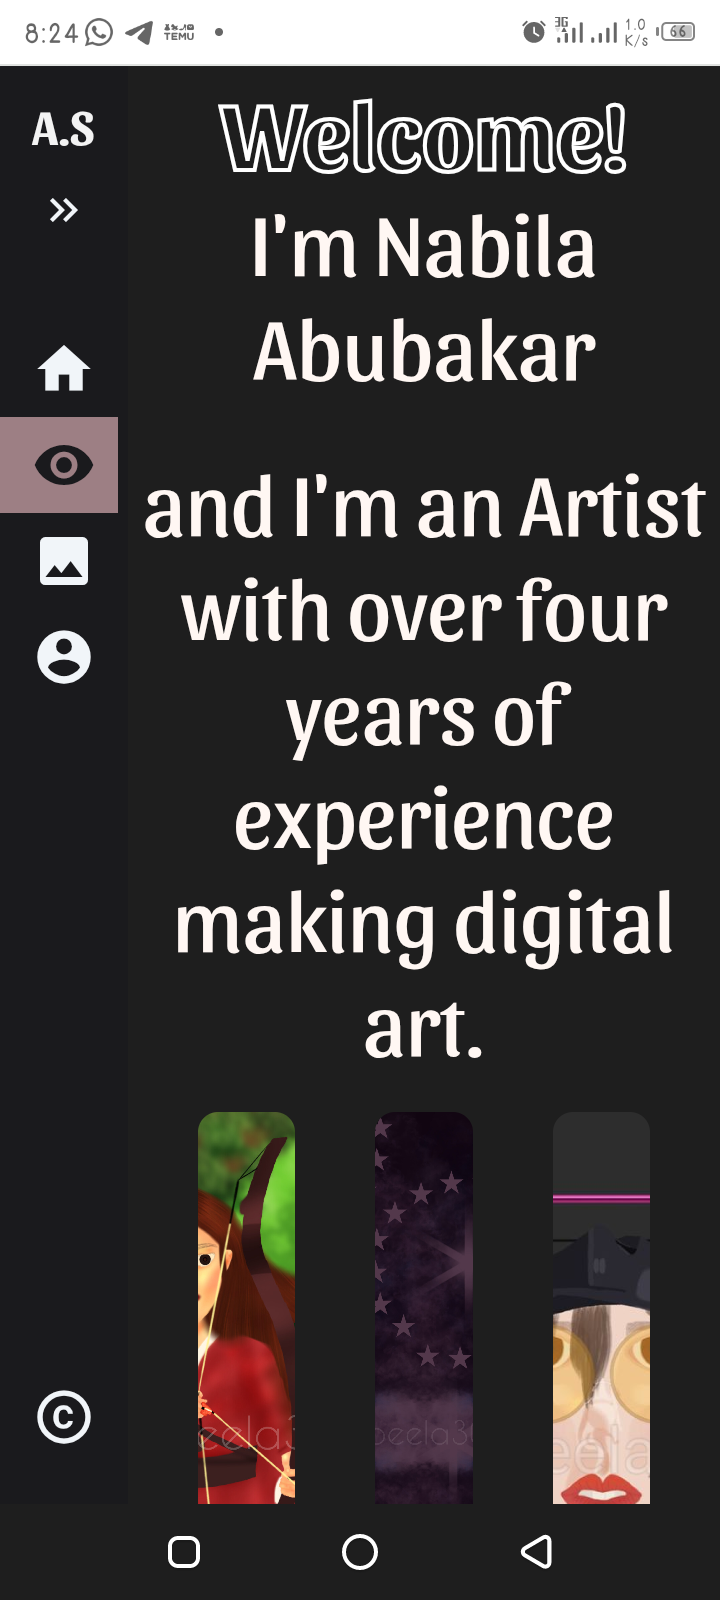 8:24
TEMU
3G
1.0
K/s
66
A.S
Welcome!
I'm Nabila
Abubakar
and I'm an Artist
with over four
years of
experience
making digital
art.
eela3
beela30
eela
C